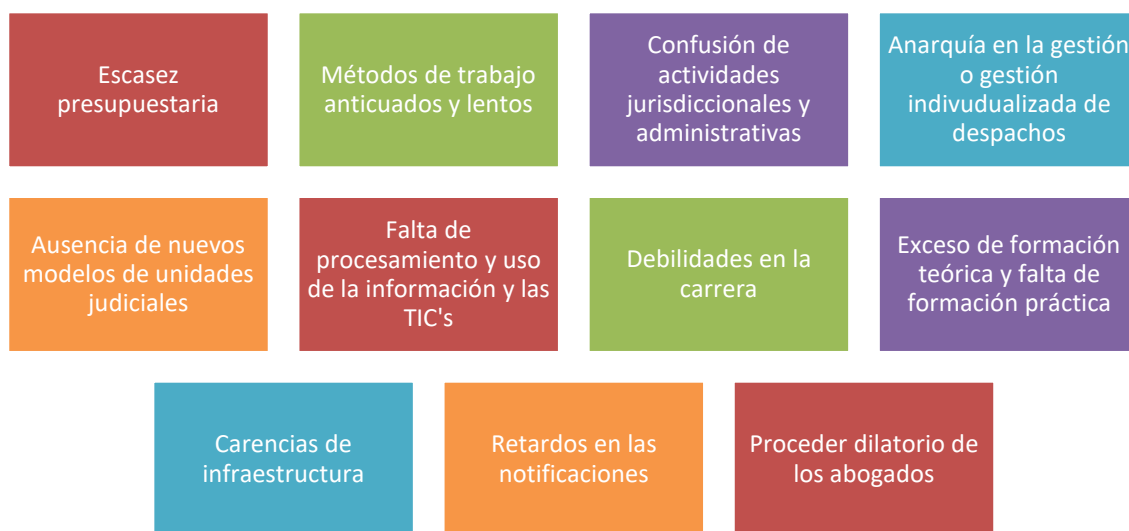 Escasez
presupuestaria
Métodos de trabajo
anticuados y lentos
Confusión de
actividades
jurisdiccionales y
administrativas
Anarquía en la gestión
o gestión
indivudualizada de
despachos
Ausencia de nuevos
modelos de unidades
judiciales
Falta de
procesamiento y uso
de la información y las
TIC's
Debilidades en la
carrera
Exceso de formación
teórica y falta de
formación práctica
Carencias de
infraestructura
Retardos en las
notificaciones
Proceder dilatorio de
los abogados